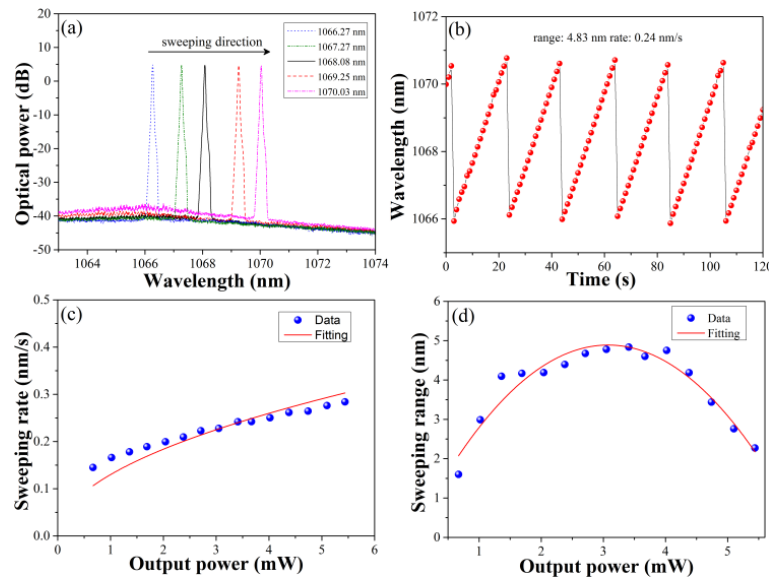 (a)
sweeping direction
1066.27 nm
1067.27 nm
1068.08 nm
1069.25 nm
1070.03 nm
Optical power (dB)
20
10
0
-10
-20
-30
-40
-50
1064 1066 1068 1070 1072 1074
Wavelength (nm)
(b)
range: 4.83 nm rate: 0.24 nm/s
Wavelength (nm)
1072
1070
1068
1066
0 20 40 60 80 100 120
Time (s)
(c)
Data
Fitting
Sweeping rate (nm/s)
0.5
0.4
0.3
0.2
0.1
0.0
0 1 2 3 4 5 6
Output power (mW)
(d)
Data
Fitting
Sweeping range (nm)
6
5
4
3
2
1
0
1 2 3 4 5
Output power (mW)